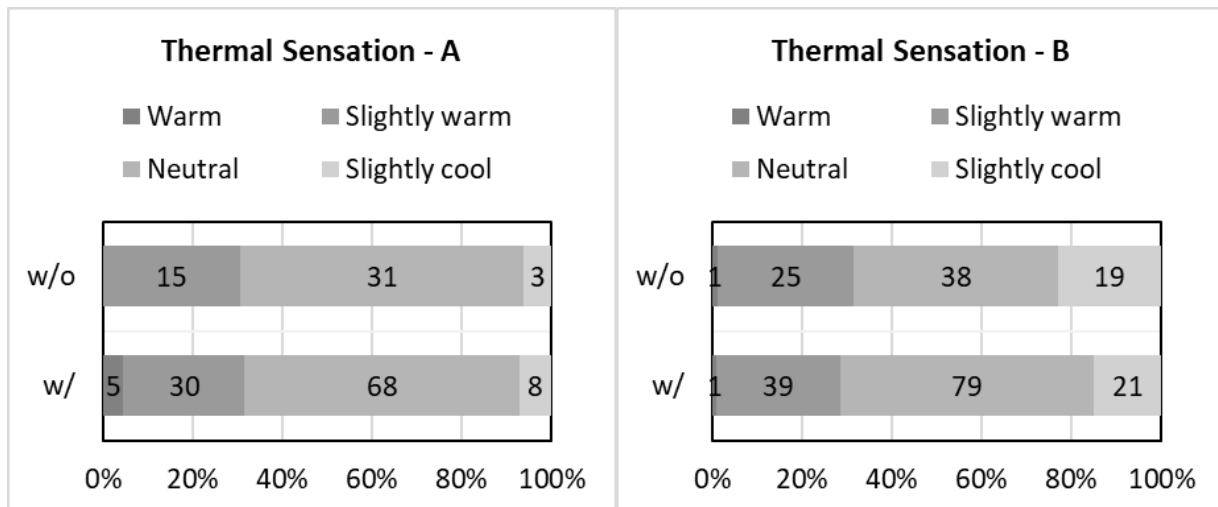 Thermal Sensation - A
Warm Slightly warm
Neutral Slightly cool
w/o 15 31 3
w/ 5 30 68 8
0% 20% 40% 60% 80% 100%
Thermal Sensation - B
Warm Slightly warm
Neutral Slightly cool
w/o 1 25 38 19
w/ 1 39 79 21
0% 20% 40% 60% 80% 100%